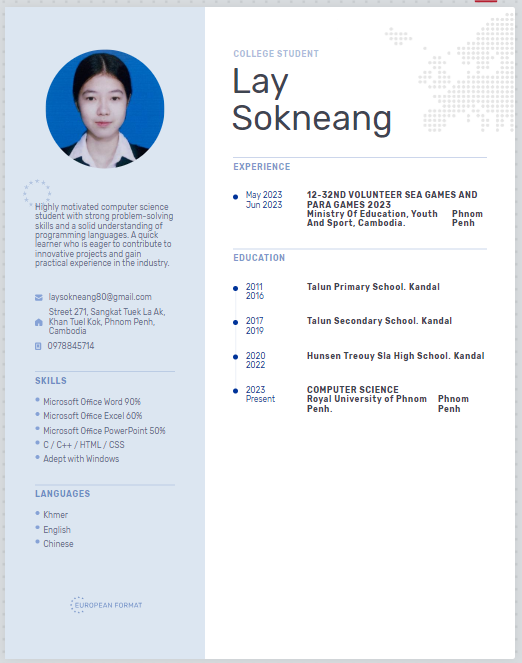 COLLEGE STUDENT
Lay
Sokneang
Highly motivated computer science
student with strong problem-solving
skills and a solid understanding of
programming languages. A quick
learner who is eager to contribute to
innovative projects and gain
practical experience in the industry.
laysokneang80@gmail.com
Street 271, Sangkat Tuek La Ak,
Khan Tuel Kok, Phnom Penh,
Cambodia
0978845714
SKILLS
Microsoft Office Word 90%
Microsoft Office Excel 60%
Microsoft Office PowerPoint 50%
C / C++ / HTML / CSS
Adept with Windows
LANGUAGES
Khmer
English
Chinese
EUROPEAN FORMAT
EXPERIENCE
May 2023 12-32ND VOLUNTEER SEA GAMES AND
Jun 2023 PARA GAMES 2023
Ministry Of Education, Youth Phnom
And Sport, Cambodia. Penh
EDUCATION
2011 Talun Primary School. Kandal
2016
2017 Talun Secondary School. Kandal
2019
2020 Hunsen Treouy Sla High School. Kandal
2022
2023 COMPUTER SCIENCE
Present Royal University of Phnom Phnom
Penh. Penh